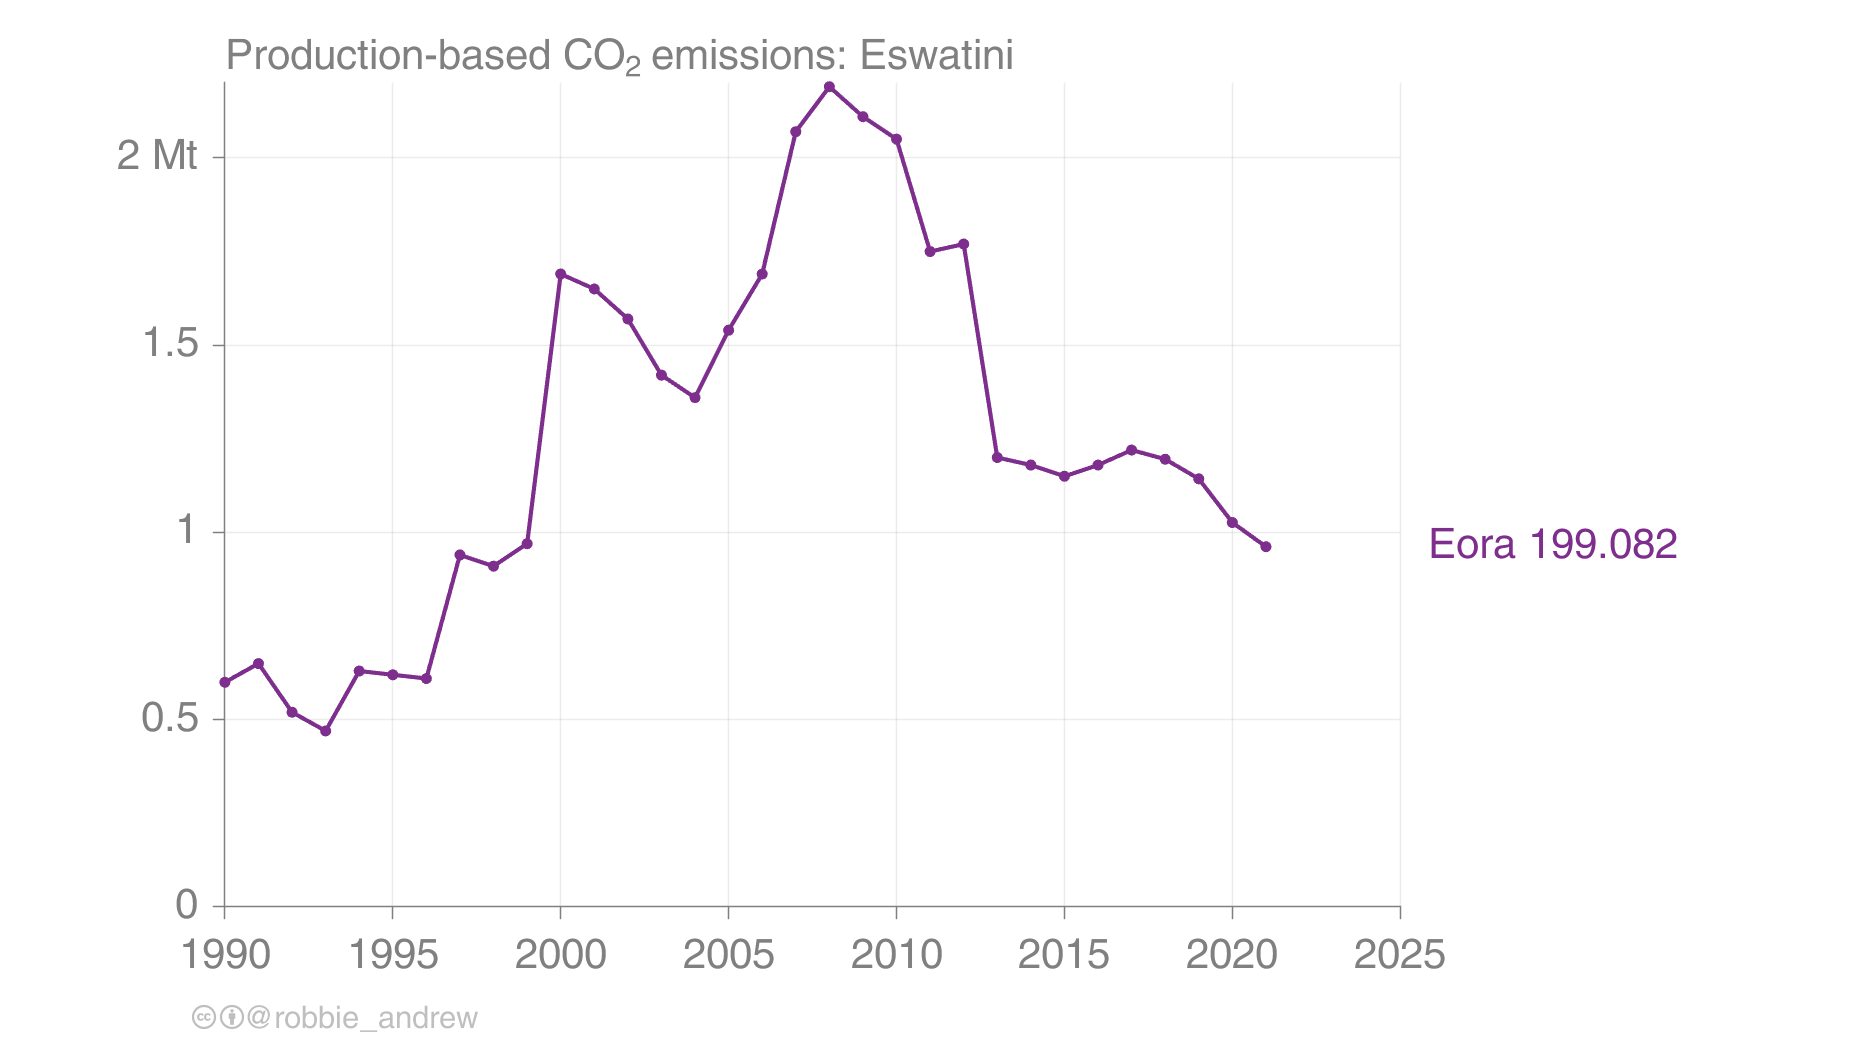 Production-based CO₂ emissions: Eswatini
2 Mt
1.5
1
0.5
0
1990 1995 2000 2005 2010 2015 2020 2025
Eora 199.082
@robbie_andrew